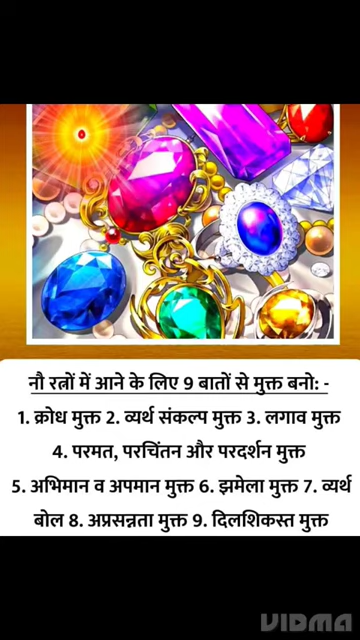 नौ रत्नों में आने के लिए 9 बातों से मुक्त बनो: -
1. क्रोध मुक्त 2. व्यर्थ संकल्प मुक्त 3. लगाव मुक्त
4. परमत, परचिंतन और परदर्शन मुक्त
5. अभिमान व अपमान मुक्त 6. झमेला मुक्त 7. व्यर्थ
बोल 8. अप्रसन्नता मुक्त 9. दिलशिकस्त मुक्त
VIDMA